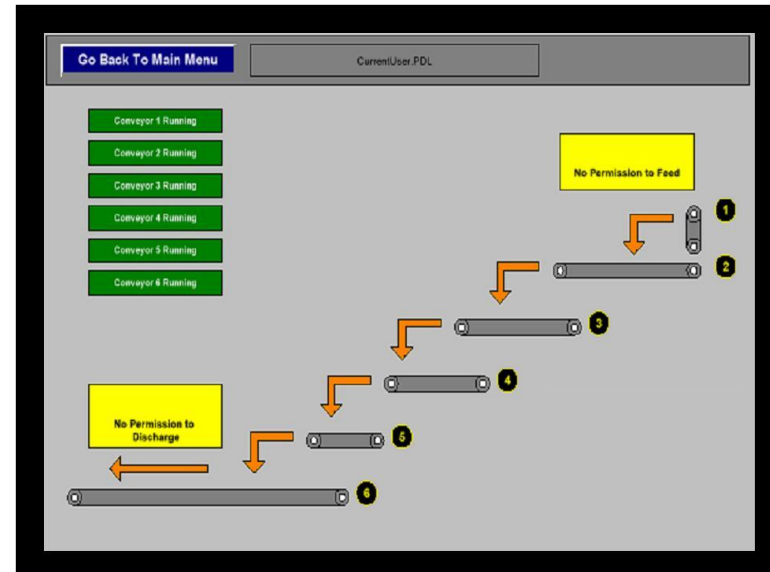 Go Back To Main Menu
CurrentUser.PDL
Conveyor 1 Running
Conveyor 2 Running
Conveyor 3 Running
Conveyor 4 Running
Conveyor 5 Running
Conveyor 6 Running
No Permission to Feed
1
2
3
4
No Permission to
Discharge
5
6